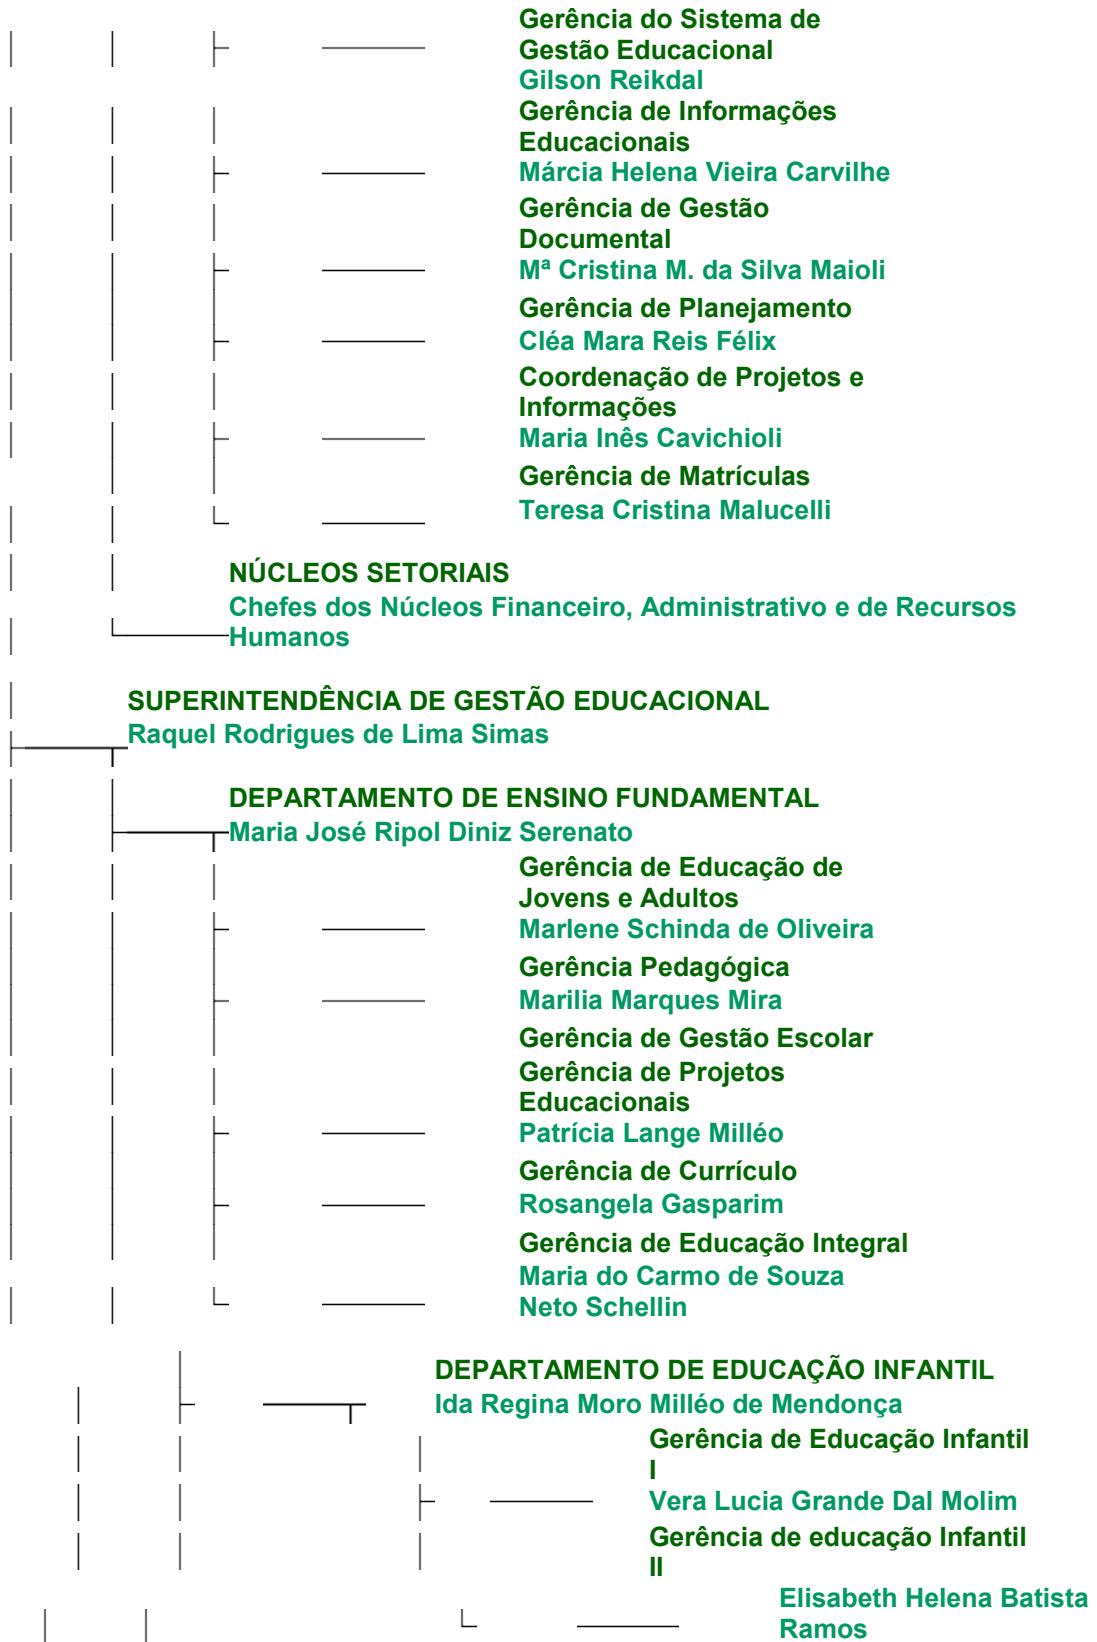 Gerência do Sistema de
Gestão Educacional
Gilson Reikdal
Gerência de Informações
Educacionais
Márcia Helena Vieira Carvilhe
Gerência de Gestão
Documental
Mª Cristina M. da Silva Maioli
Gerência de Planejamento
Cléa Mara Reis Félix
Coordenação de Projetos e
Informações
Maria Inês Cavichioli
Gerência de Matrículas
Teresa Cristina Malucelli
NÚCLEOS SETORIAIS
Chefes dos Núcleos Financeiro, Administrativo e de Recursos
Humanos
SUPERINTENDÊNCIA DE GESTÃO EDUCACIONAL
Raquel Rodrigues de Lima Simas
DEPARTAMENTO DE ENSINO FUNDAMENTAL
Maria José Ripol Diniz Serenato
Gerência de Educação de
Jovens e Adultos
Marlene Schinda de Oliveira
Gerência Pedagógica
Marilia Marques Mira
Gerência de Gestão Escolar
Gerência de Projetos
Educacionais
Patrícia Lange Milléo
Gerência de Currículo
Rosangela Gasparim
Gerência de Educação Integral
Maria do Carmo de Souza
Neto Schellin
DEPARTAMENTO DE EDUCAÇÃO INFANTIL
Ida Regina Moro Milléo de Mendonça
Gerência de Educação Infantil
I
Vera Lucia Grande Dal Molim
Gerência de educação Infantil
II
Elisabeth Helena Batista
Ramos